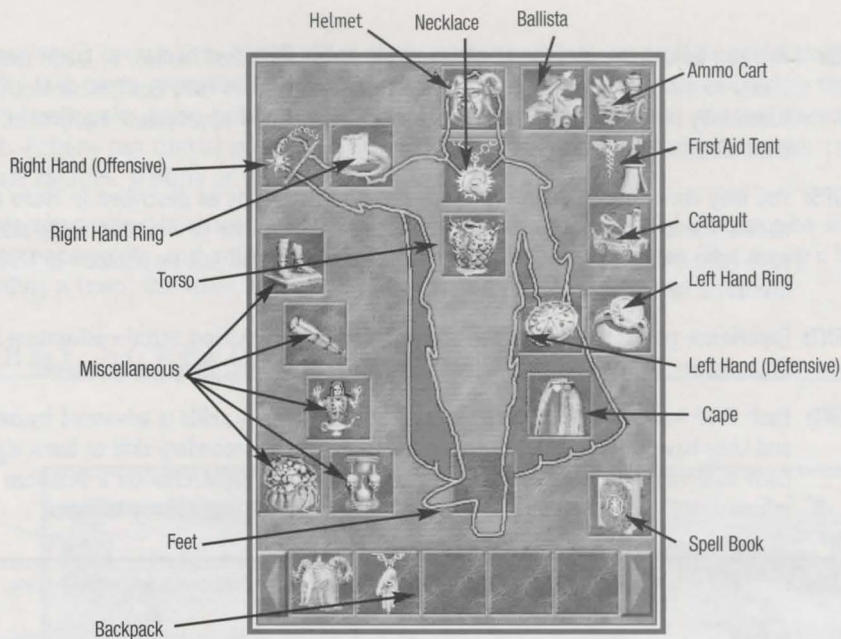 Helmet
Necklace
Ballista
Ammo Cart
First Aid Tent
Right Hand (Offensive)
Catapult
Right Hand Ring
Torso
Left Hand Ring
Miscellaneous
Left Hand (Defensive)
Cape
Feet
Spell Book
Backpack